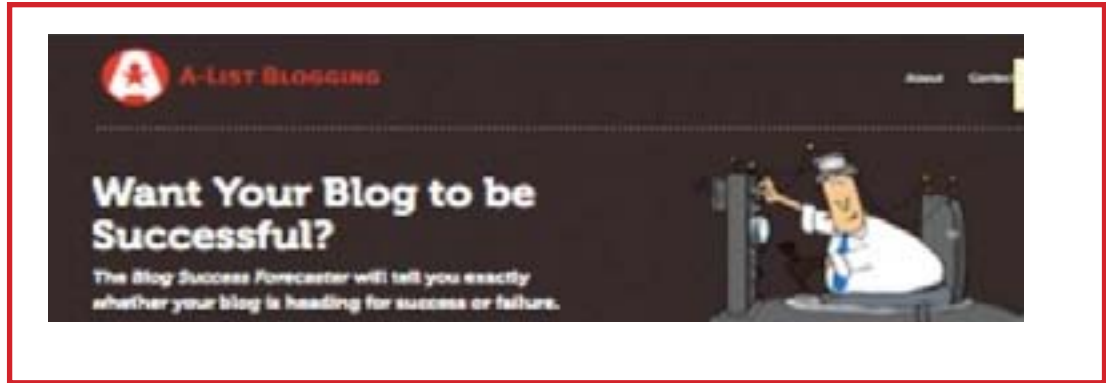 A-LIST BLOGGING
About Contact
Want Your Blog to be
Successful?
The Blog Success Forecaster will tell you exactly
whether your blog is heading for success or failure.